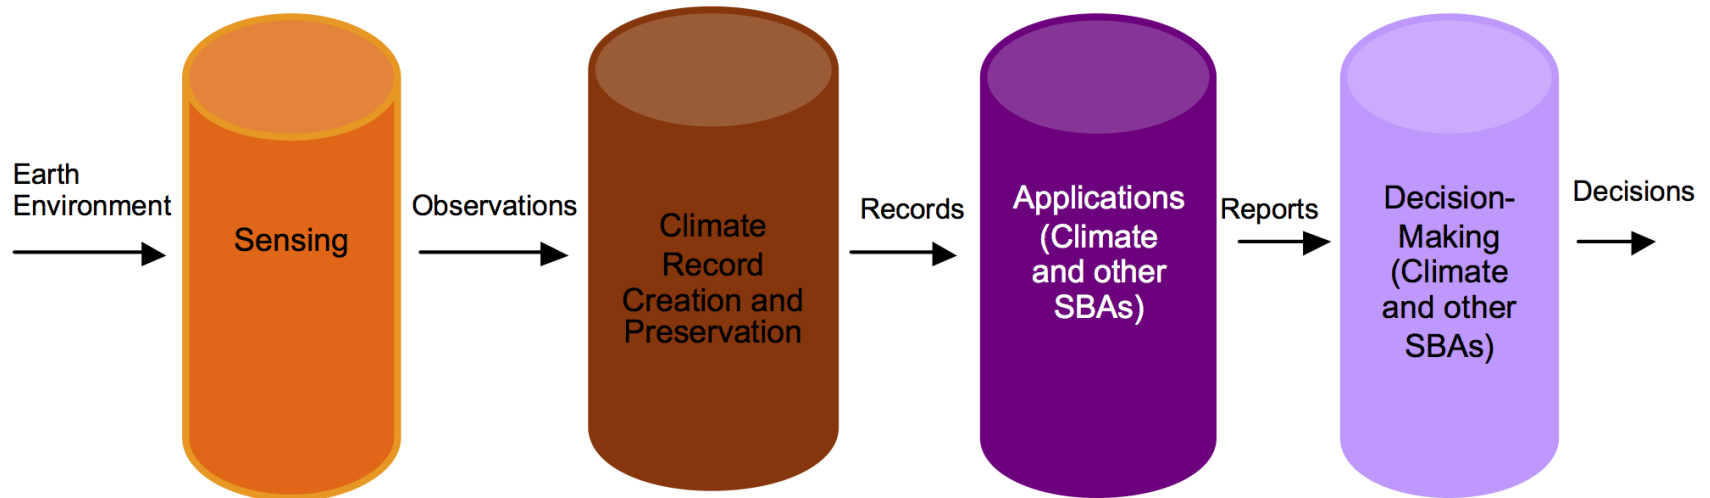 Earth
Environment
Sensing
Observations
Climate
Record
Creation and
Preservation
Records
Applications
(Climate
and other
SBAs)
Reports
Decision-
Making
(Climate
and other
SBAs)
Decisions